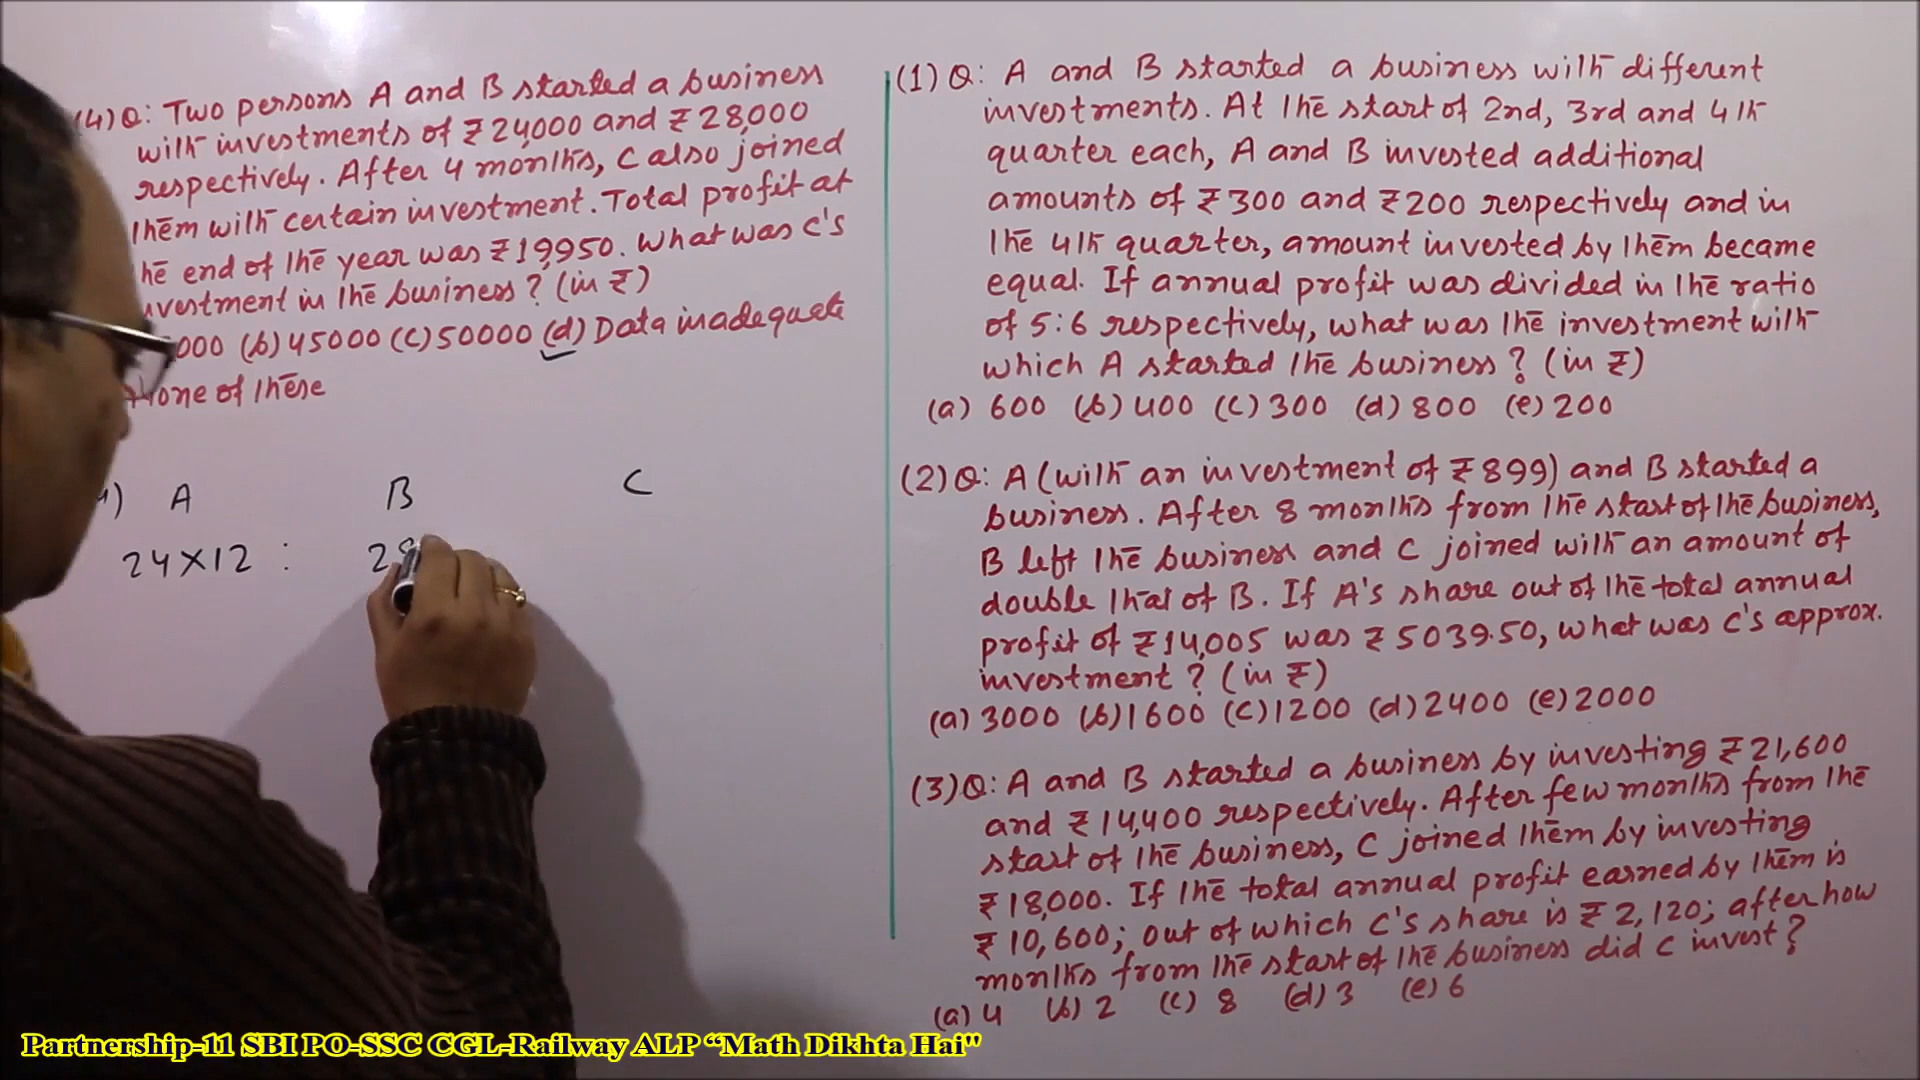 (4) Q: Two persons A and B started a business
with investments of ₹24,000 and ₹28,000
respectively. After 4 months, C also joined
them with certain investment. Total profit at
he end of the year was ₹19,950. What was C's
nvestment in the business? (in ₹)
000 (b) 45000 (c) 50000 (d) Data inadequate
None of these
4) A B C
24×12 : 28
(1) Q: A and B started a business with different
investments. At the start of 2nd, 3rd and 4th
quarter each, A and B invested additional
amounts of ₹300 and ₹200 respectively and in
the 4th quarter, amount invested by them became
equal. If annual profit was divided in the ratio
of 5:6 respectively, what was the investment with
which A started the business? (in ₹)
(a) 600 (b) 400 (c) 300 (d) 800 (e) 200
(2) Q: A (with an investment of ₹899) and B started a
business. After 8 months from the start of the business,
B left the business and C joined with an amount of
double that of B. If A's share out of the total annual
profit of ₹14,005 was ₹5039.50, what was C's approx.
investment? (in ₹)
(a) 3000 (b) 1600 (c) 1200 (d) 2400 (e) 2000
(3) Q: A and B started a business by investing ₹21,600
and ₹14,400 respectively. After few months from the
start of the business, C joined them by investing
₹18,000. If the total annual profit earned by them is
₹10,600; out of which C's share is ₹2,120; after how
months from the start of the business did C invest?
(a) 4 (b) 2 (c) 8 (d) 3 (e) 6
Partnership-11 SBI PO-SSC CGL-Railway ALP “Math Dikhta Hai"